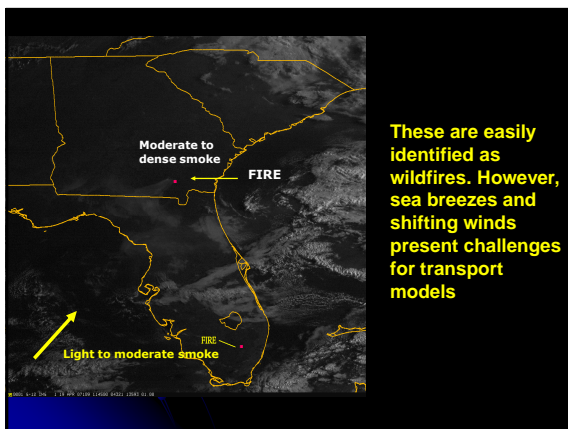 Moderate to
dense smoke
FIRE
These are easily
identified as
wildfires. However,
sea breezes and
shifting winds
present challenges
for transport
models
FIRE
Light to moderate smoke